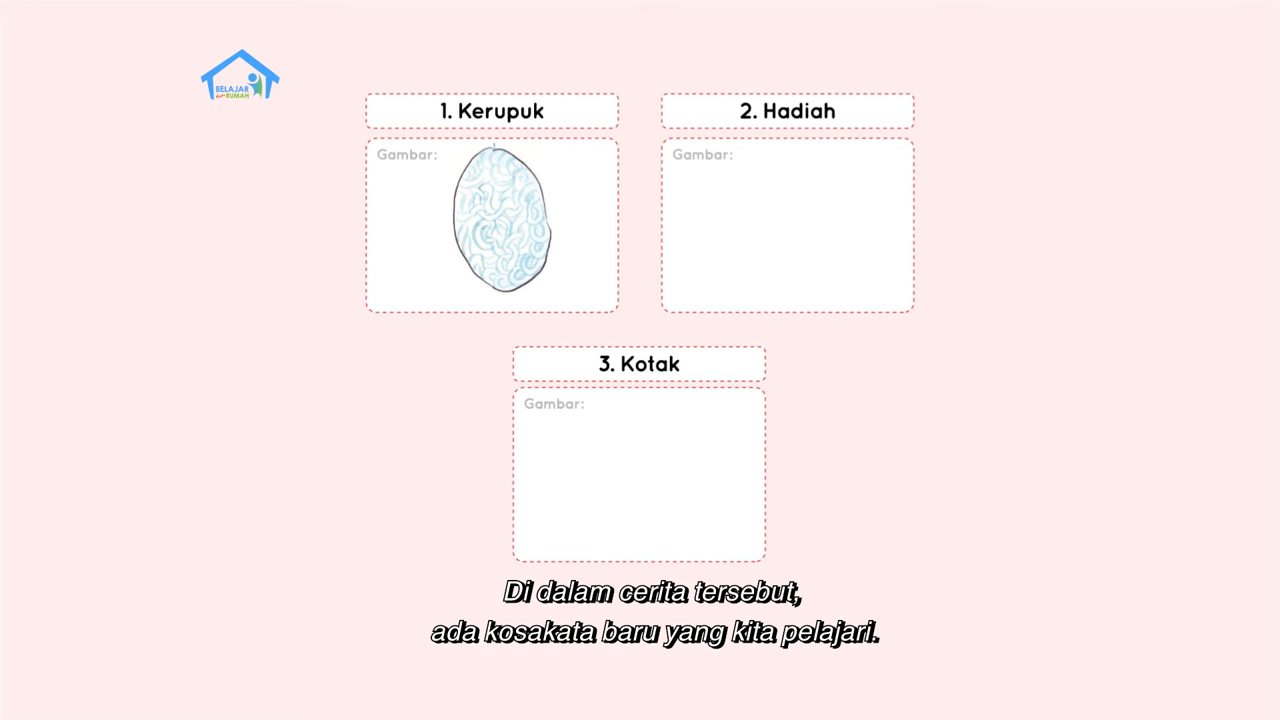 BELAJAR
dari RUMAH
1. Kerupuk
2. Hadiah
Gambar:
Gambar:
3. Kotak
Gambar:
Di dalam cerita tersebut,
ada kosakata baru yang kita pelajari.